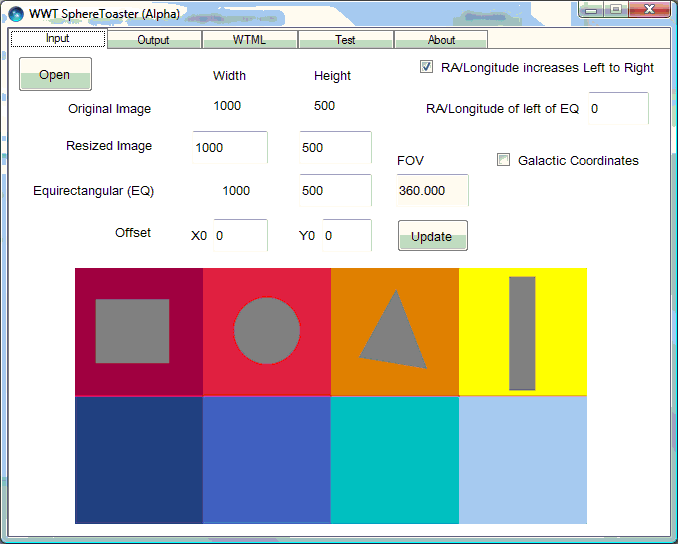 WWT SphereToaster (Alpha)
Input Output WTML Test About
Open
Width Height
RA/Longitude increases Left to Right
Original Image 1000 500
RA/Longitude of left of EQ 0
Resized Image 1000 500
FOV
Galactic Coordinates
Equirectangular (EQ) 1000 500 360.000
Offset X0 0 Y0 0 Update